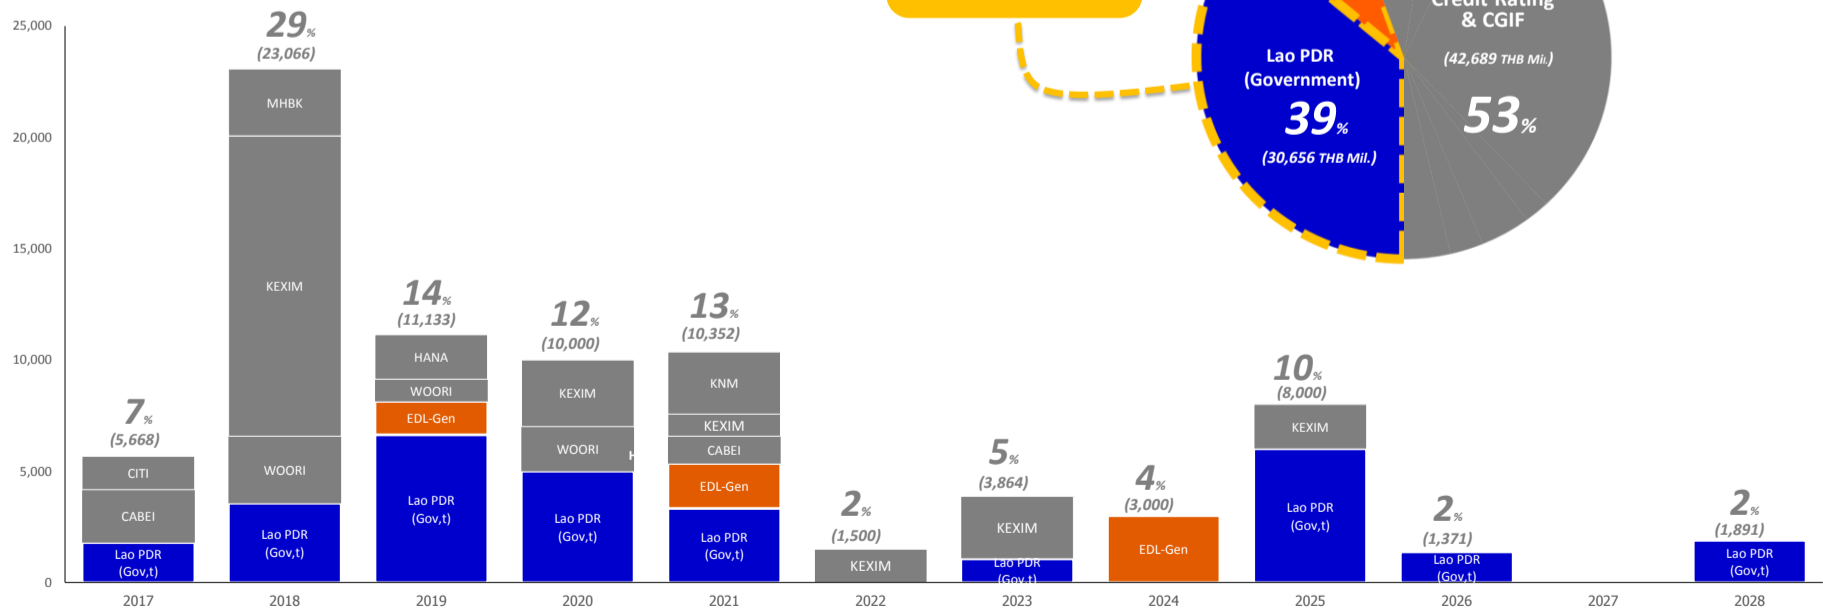 Credit Rating
& CGIF
(42,689 THB Mil.)
53%
Lao PDR
(Government)
39%
(30,656 THB Mil.)
25,000
20,000
15,000
10,000
5,000
0
7%
(5,668)
CITI
CABEI
Lao PDR
(Gov,t)
2017
29%
(23,066)
MHBK
KEXIM
WOORI
Lao PDR
(Gov,t)
2018
14%
(11,133)
HANA
WOORI
EDL-Gen
Lao PDR
(Gov,t)
2019
12%
(10,000)
KEXIM
WOORI
Lao PDR
(Gov,t)
2020
13%
(10,352)
KNM
KEXIM
CABEI
EDL-Gen
Lao PDR
(Gov,t)
2021
2%
(1,500)
KEXIM
2022
5%
(3,864)
KEXIM
Lao PDR
(Gov,t)
2023
4%
(3,000)
EDL-Gen
2024
10%
(8,000)
KEXIM
Lao PDR
(Gov,t)
2025
2%
(1,371)
Lao PDR
(Gov,t)
2026
2027
2%
(1,891)
Lao PDR
(Gov,t)
2028